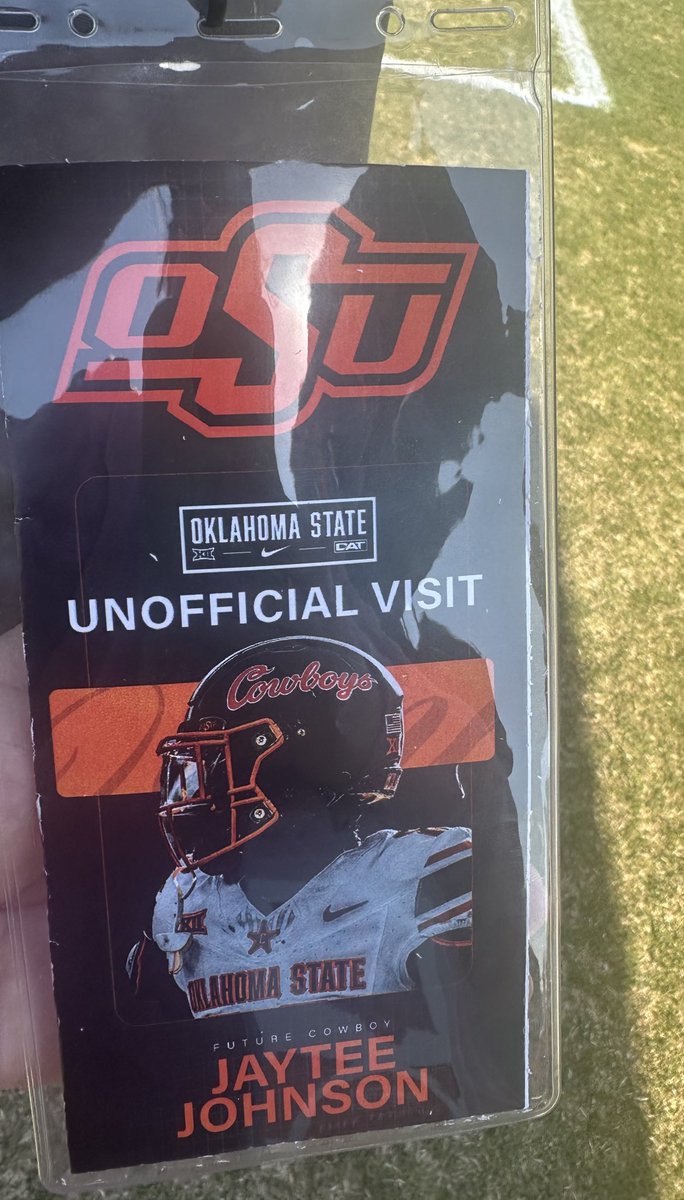 OSU
OKLAHOMA STATE
XII CAT
UNOFFICIAL VISIT
Cowboys
XII
OKLAHOMA STATE
FUTURE COWBOY
JAYTEE
JOHNSON